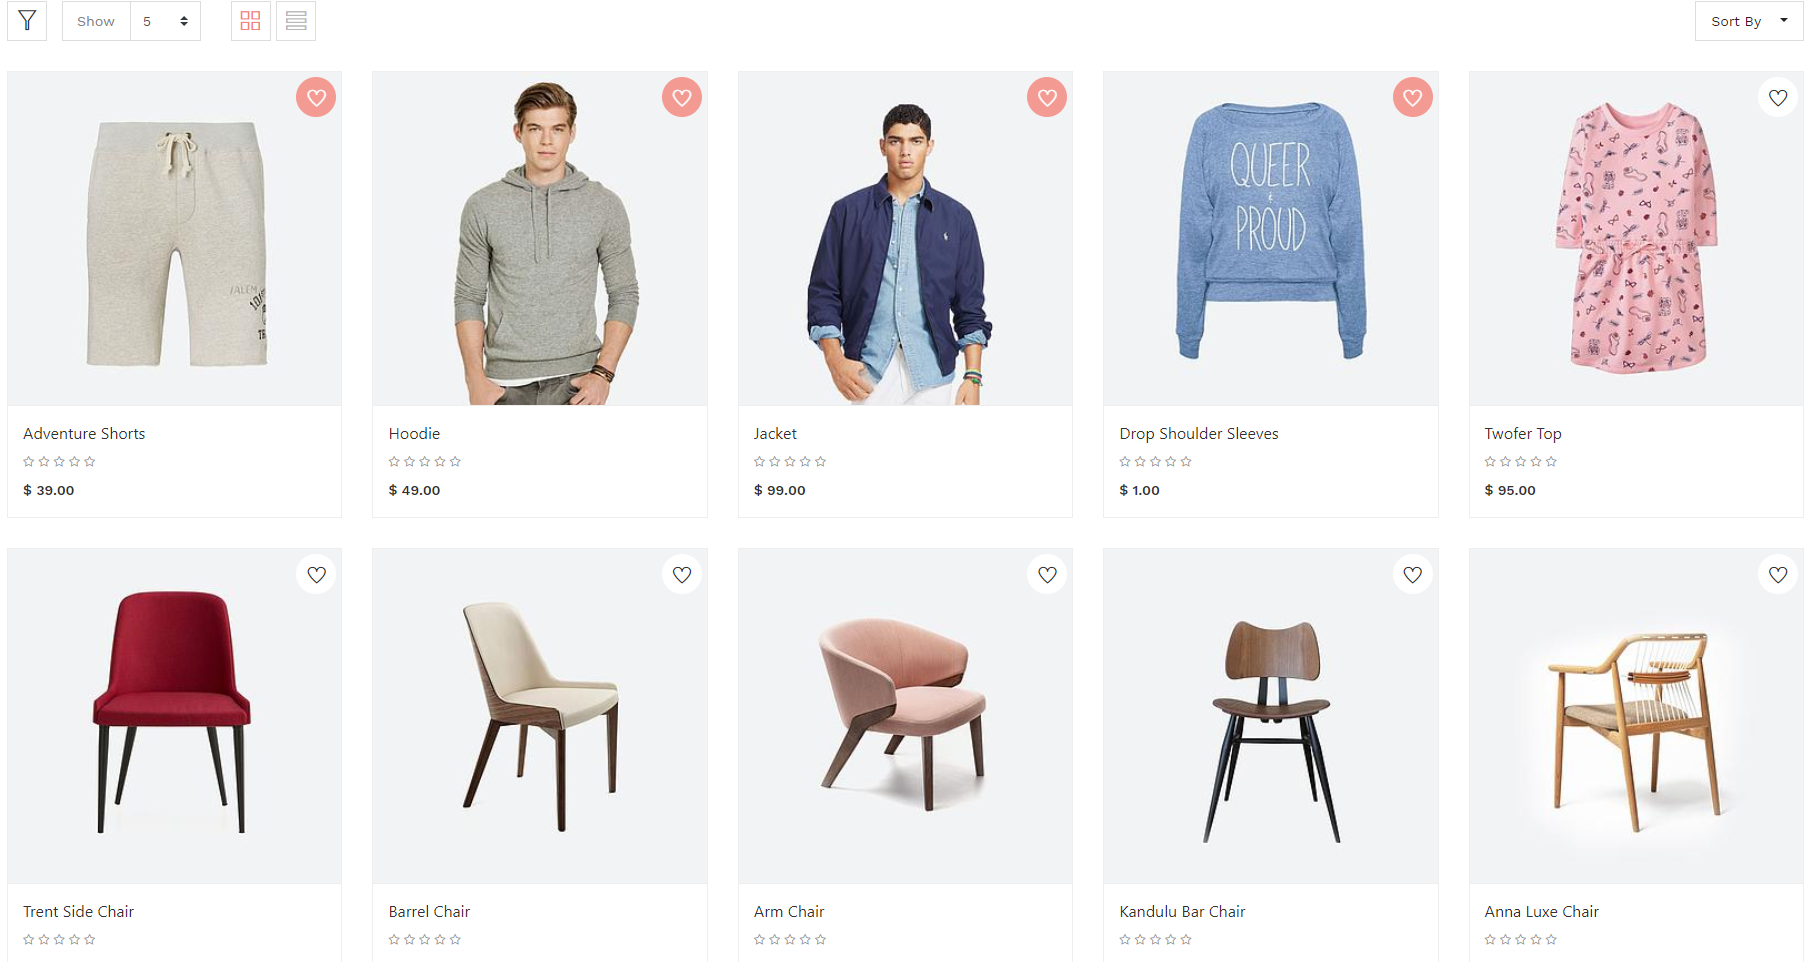 Show 5
Sort By
QUEER
&
PROUD
Adventure Shorts
$ 39.00
Hoodie
$ 49.00
Jacket
$ 99.00
Drop Shoulder Sleeves
$ 1.00
Twofer Top
$ 95.00
Trent Side Chair
Barrel Chair
Arm Chair
Kandulu Bar Chair
Anna Luxe Chair